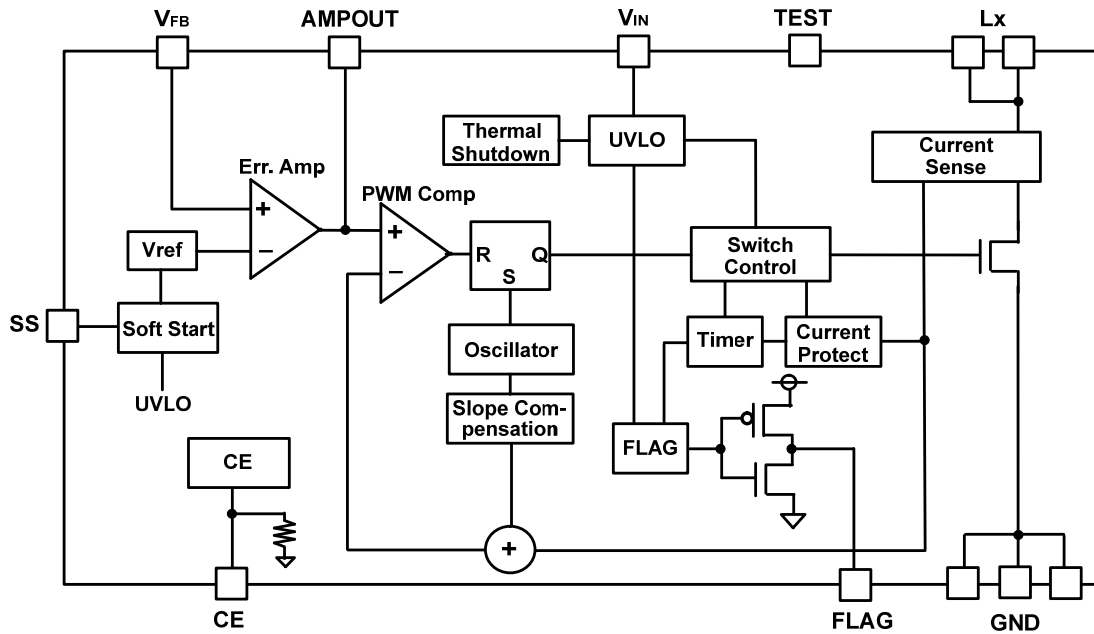 VFB
AMPOUT
VIN
TEST
Lx
Thermal
Shutdown
UVLO
Current
Sense
Err. Amp
PWM Comp
+
−
Vref
+
−
R
Q
S
Switch
Control
SS
Soft Start
UVLO
Oscillator
Timer
Current
Protect
Slope Com-
pensation
FLAG
CE
+
CE
FLAG
GND